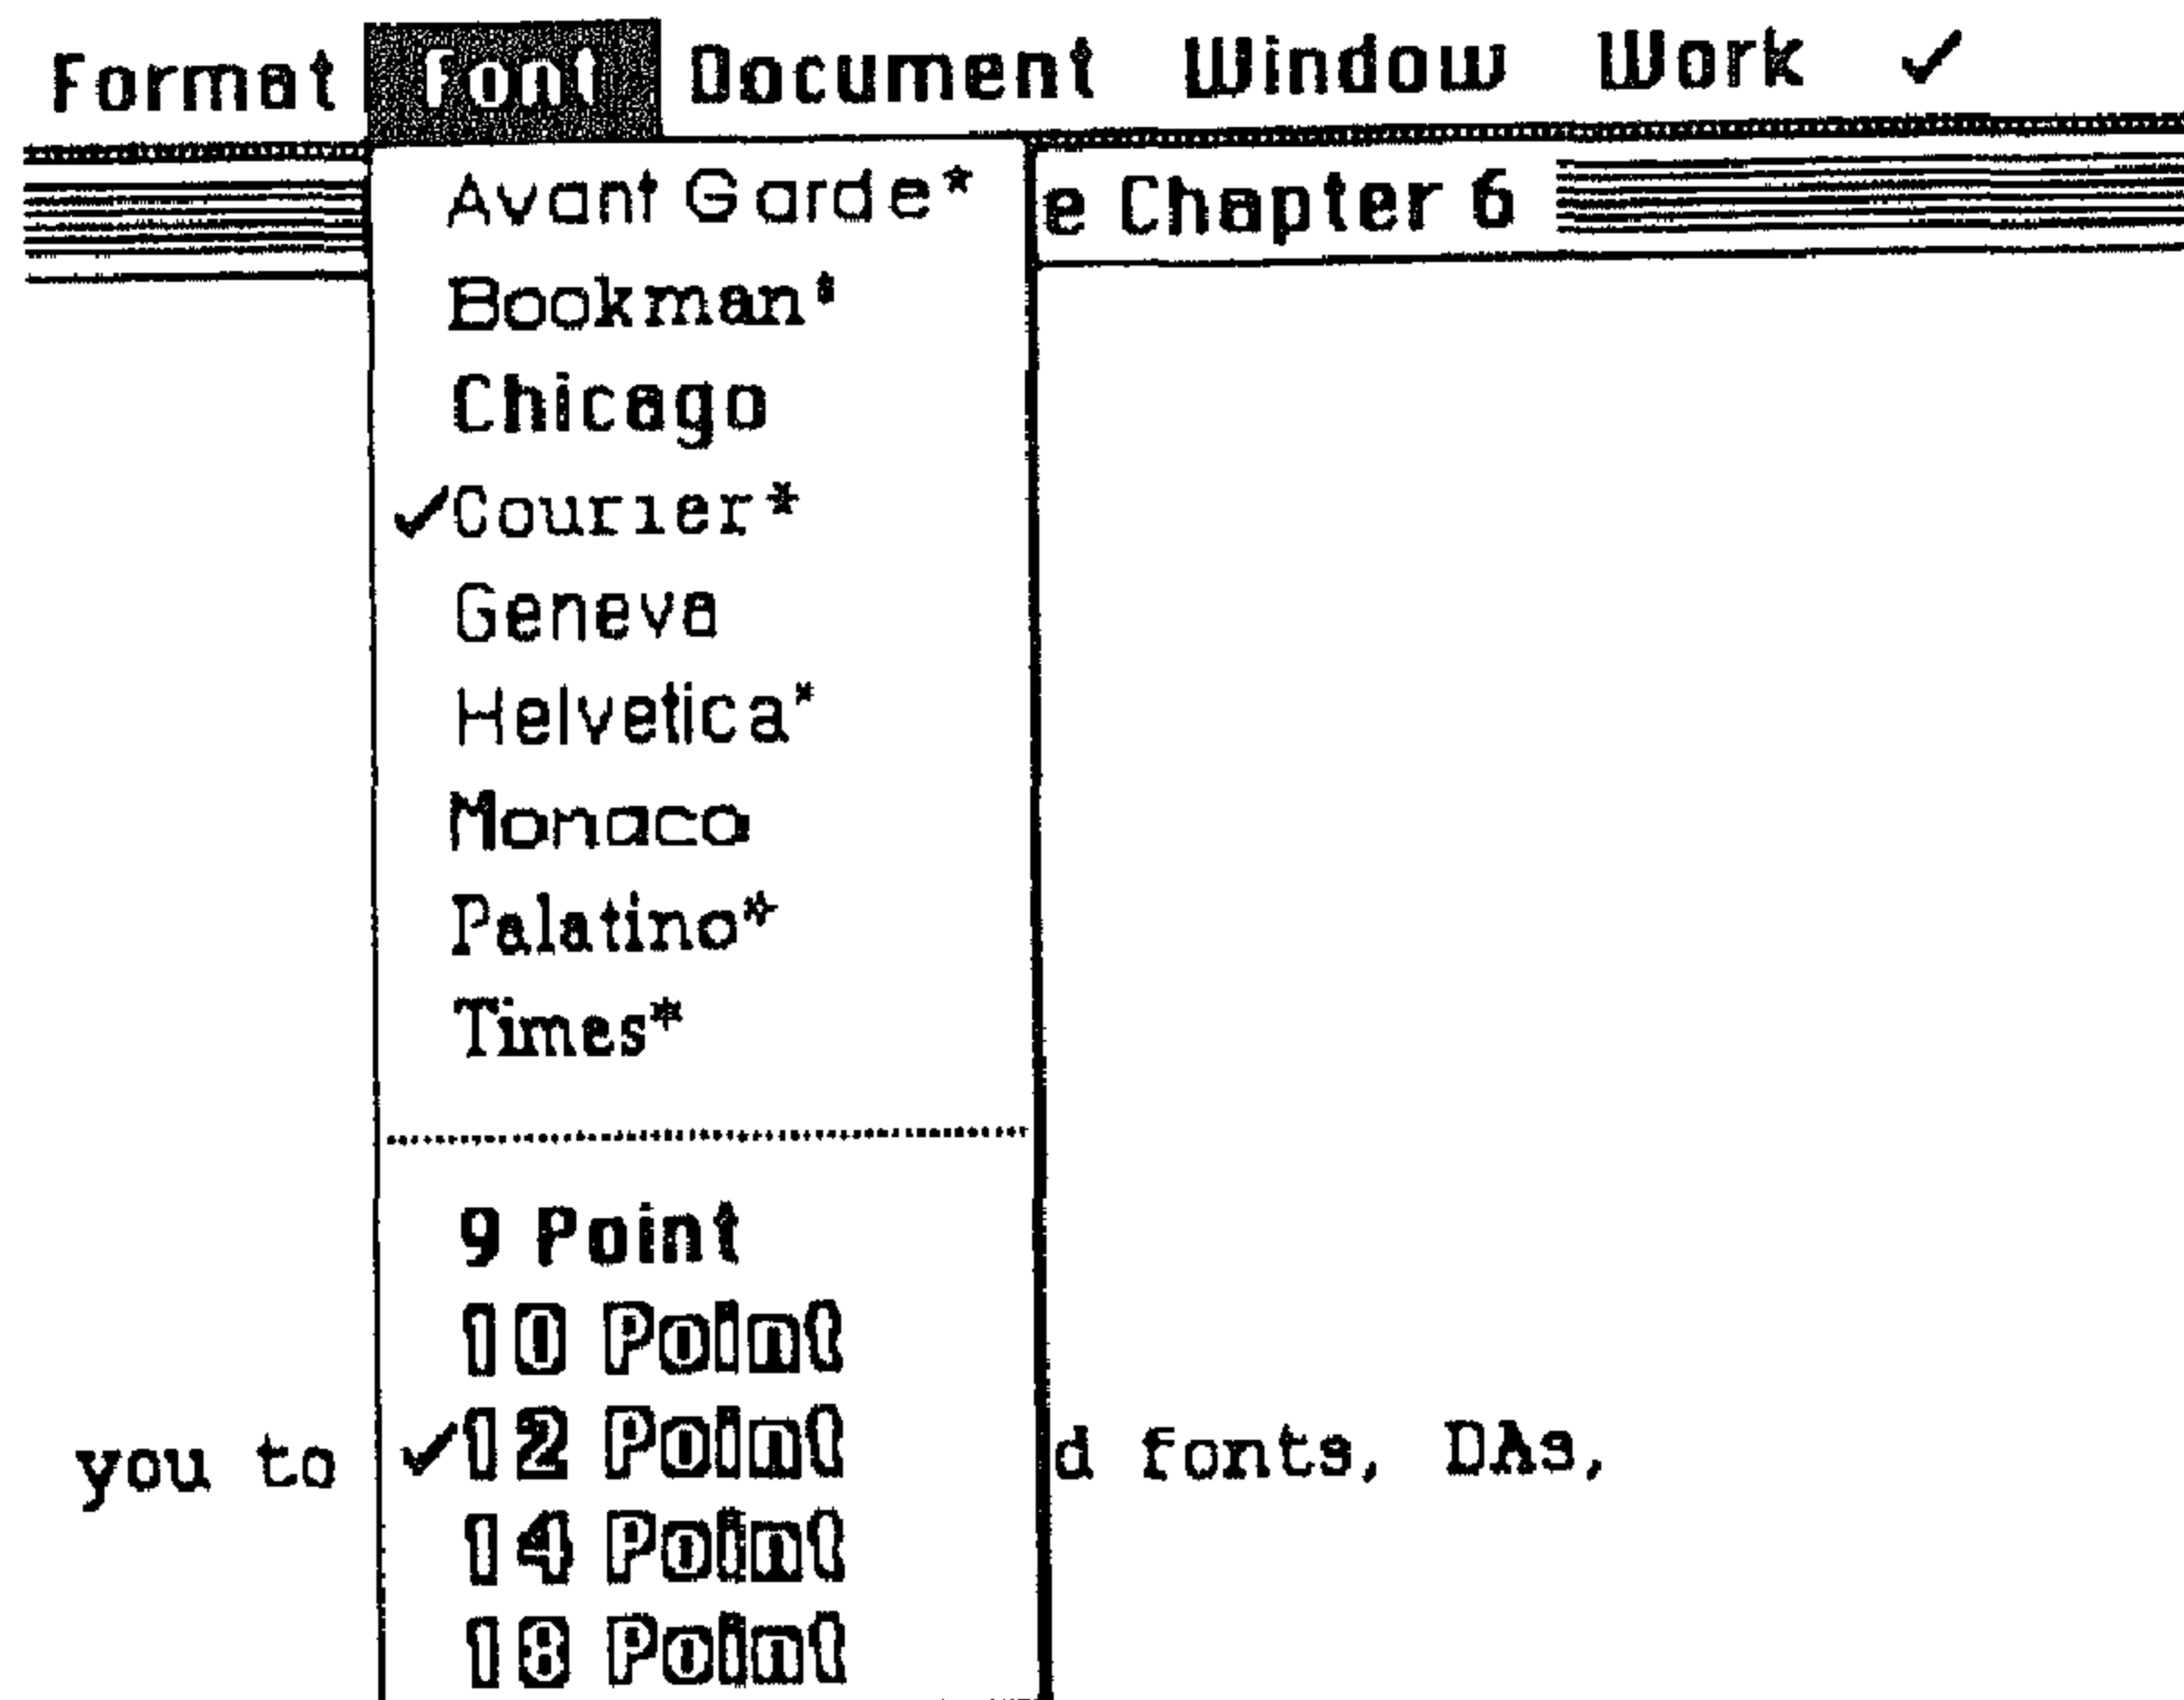 Format Font Document Window Work ✓
e Chapter 6
Avant Garde*
Bookman*
Chicago
✓Courier*
Geneva
Helvetica*
Monaco
Palatino*
Times*
9 Point
10 Point
✓12 Point
14 Point
18 Point
you to d fonts, DAs,